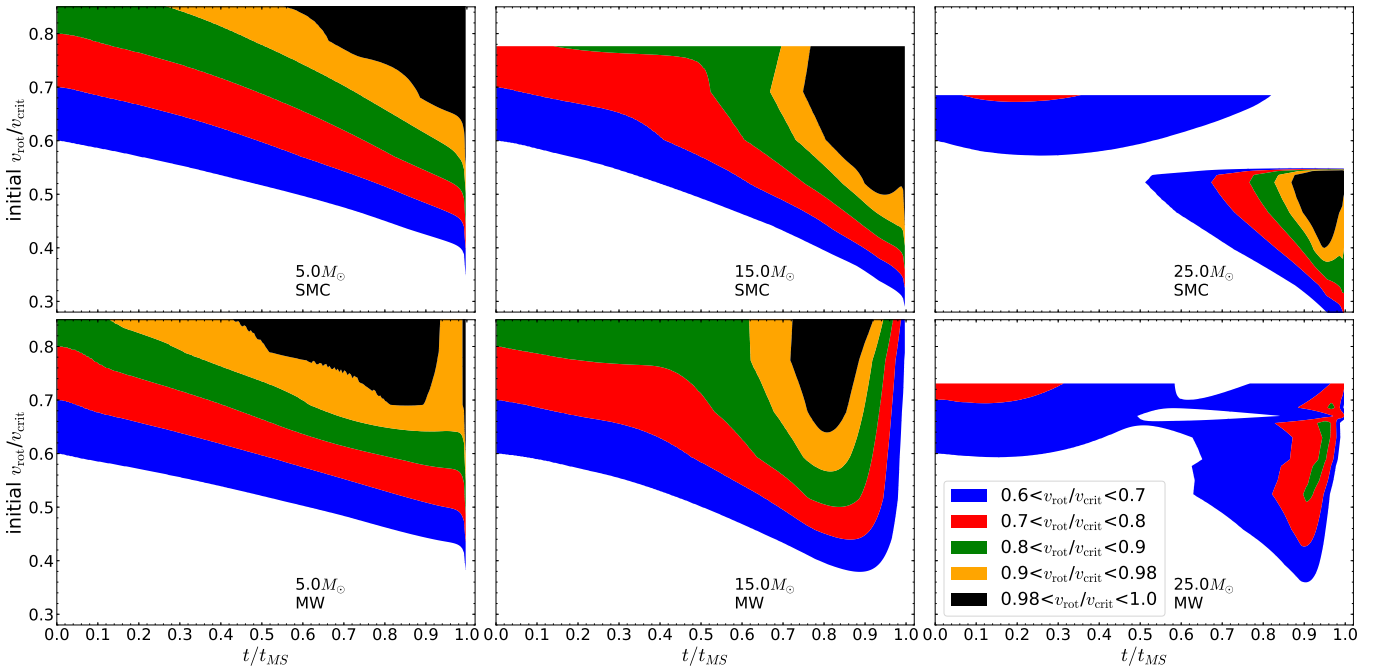 initial v_rot/v_crit
0.8
0.7
0.6
0.5
0.4
0.3
5.0M⊙
SMC
15.0M⊙
SMC
25.0M⊙
SMC
initial v_rot/v_crit
0.8
0.7
0.6
0.5
0.4
0.3
5.0M⊙
MW
15.0M⊙
MW
0.6<v_rot/v_crit<0.7
0.7<v_rot/v_crit<0.8
0.8<v_rot/v_crit<0.9
0.9<v_rot/v_crit<0.98
0.98<v_rot/v_crit<1.0
25.0M⊙
MW
0.0 0.1 0.2 0.3 0.4 0.5 0.6 0.7 0.8 0.9 1.0
0.0 0.1 0.2 0.3 0.4 0.5 0.6 0.7 0.8 0.9 1.0
0.0 0.1 0.2 0.3 0.4 0.5 0.6 0.7 0.8 0.9 1.0
t/t_MS
t/t_MS
t/t_MS